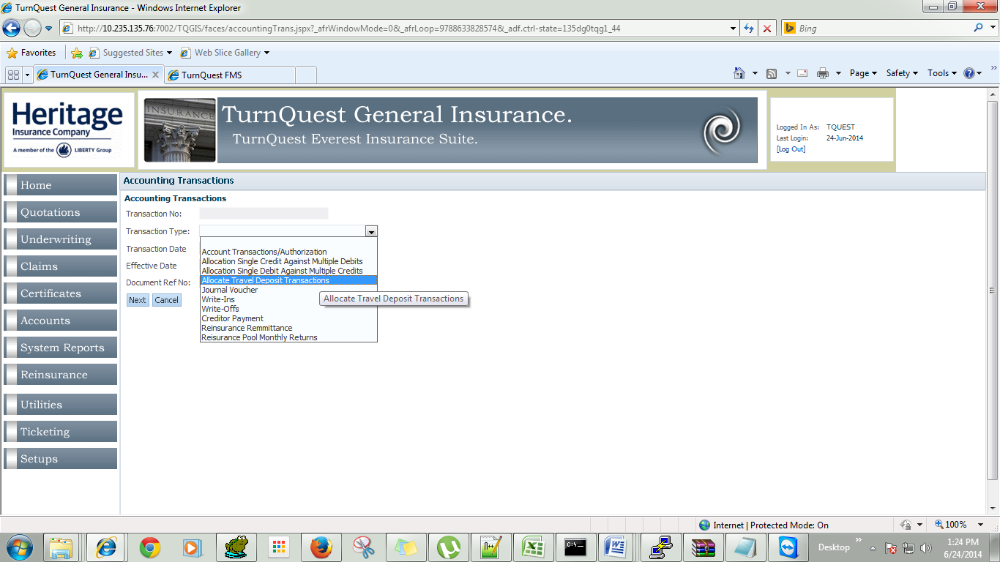 TurnQuest General Insurance - Windows Internet Explorer
http://10.235.135.76:7002/TQGIS/faces/accountingTrans.jspx?_afrWindowMode=0&_afrLoop=9788633828574&_adf.ctrl-state=135dg0tqg1_44
Bing
Favorites
Suggested Sites
Web Slice Gallery
TurnQuest General Insu...
TurnQuest FMS
Page
Safety
Tools
Heritage
Insurance Company
A member of the LIBERTY Group
INSURANCE
TurnQuest General Insurance.
TurnQuest Everest Insurance Suite.
Logged In As: TQUEST
Last Login: 24-Jun-2014
[Log Out]
Home
Quotations
Underwriting
Claims
Certificates
Accounts
System Reports
Reinsurance
Utilities
Ticketing
Setups
Accounting Transactions
Accounting Transactions
Transaction No:
Transaction Type:
Transaction Date
Effective Date
Document Ref No:
Next
Cancel
Account Transactions/Authorization
Allocation Single Credit Against Multiple Debits
Allocation Single Debit Against Multiple Credits
Allocate Travel Deposit Transactions
Journal Voucher
Write-Ins
Write-Offs
Creditor Payment
Reinsurance Remmittance
Reisurance Pool Monthly Returns
Allocate Travel Deposit Transactions
Internet | Protected Mode: On
100%
Desktop
1:24 PM
6/24/2014